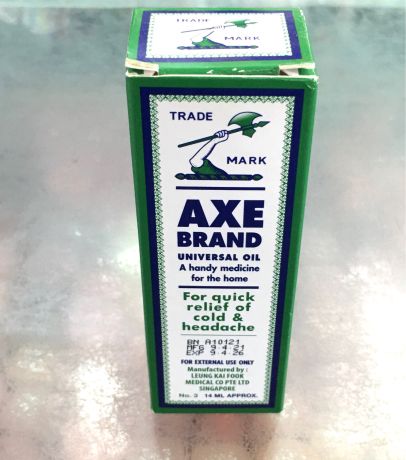 TRADE
MARK
TRADE
MARK
AXE
BRAND
UNIVERSAL OIL
A handy medicine
for the home
For quick
relief of
cold &
headache
BN A10121
MFG 9-4-21
EXP 9-4-26
FOR EXTERNAL USE ONLY
Manufactured by :
LEUNG KAI FOOK
MEDICAL CO PTE LTD
SINGAPORE
No. 3 14 ML APPROX.